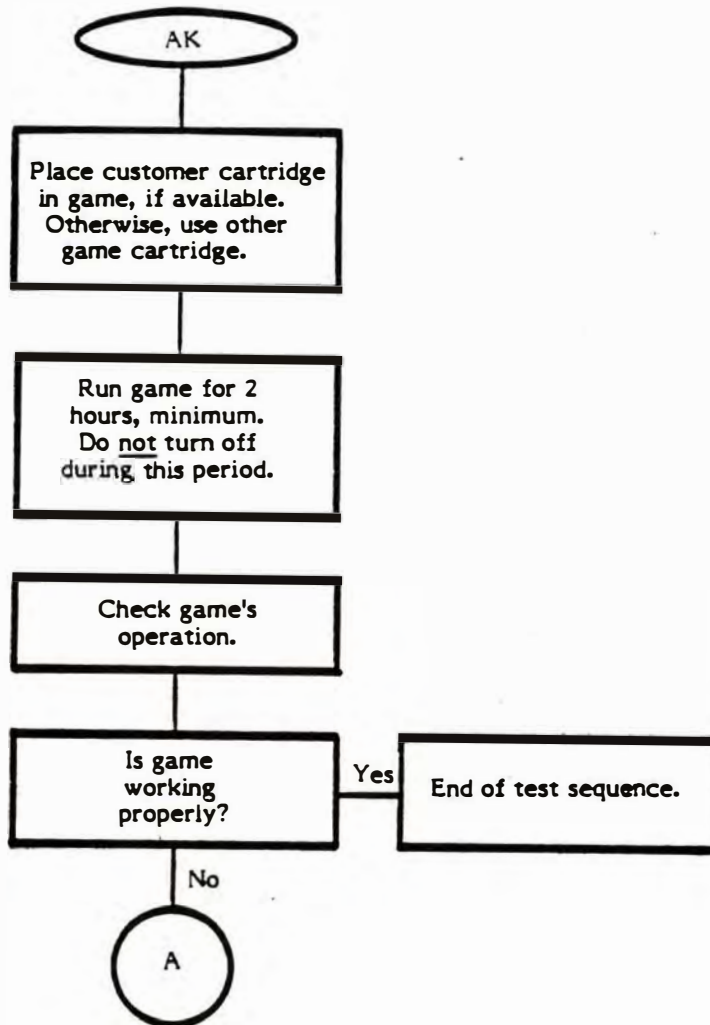 AK
Place customer cartridge
in game, if available.
Otherwise, use other
game cartridge.
Run game for 2
hours, minimum.
Do not turn off
during this period.
Check game's
operation.
Is game
working
properly?
Yes
End of test sequence.
No
A